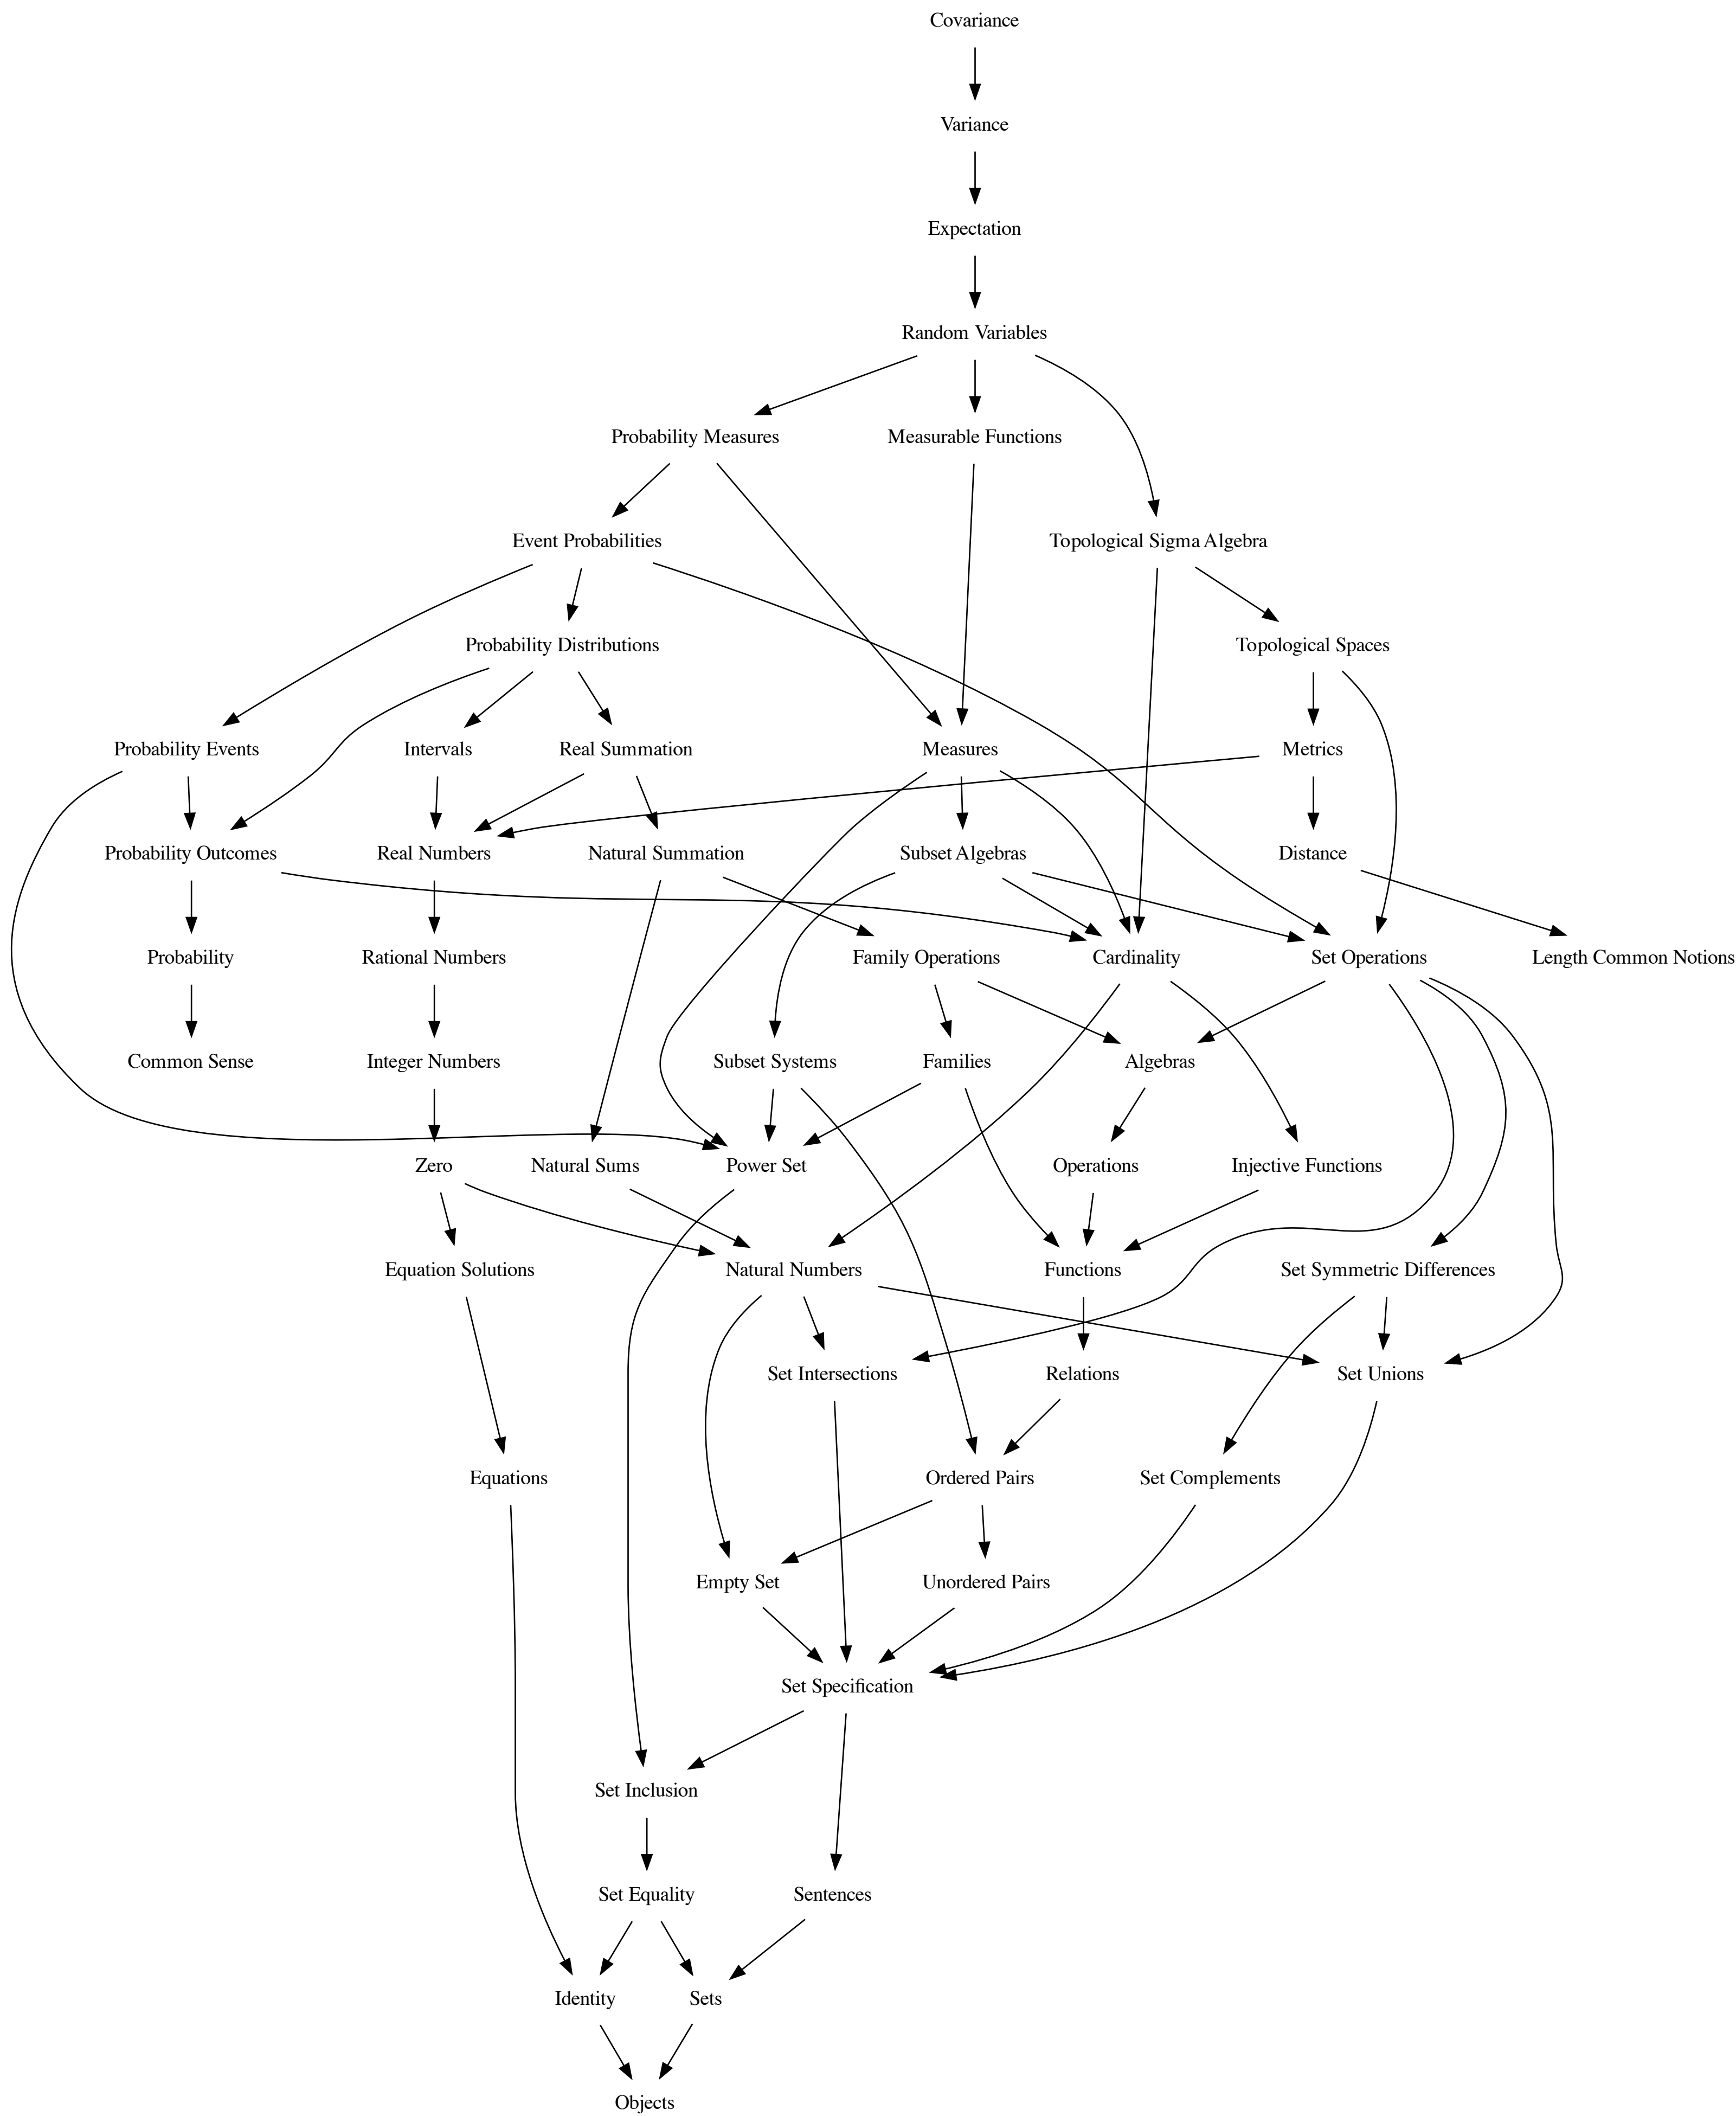 Covariance
Variance
Expectation
Random Variables
Probability Measures
Measurable Functions
Event Probabilities
Topological Sigma Algebra
Probability Distributions
Topological Spaces
Probability Events
Intervals
Real Summation
Measures
Metrics
Probability Outcomes
Real Numbers
Natural Summation
Subset Algebras
Distance
Probability
Rational Numbers
Family Operations
Cardinality
Set Operations
Length Common Notions
Common Sense
Integer Numbers
Subset Systems
Families
Algebras
Zero
Natural Sums
Power Set
Operations
Injective Functions
Equation Solutions
Natural Numbers
Functions
Set Symmetric Differences
Set Intersections
Relations
Set Unions
Equations
Ordered Pairs
Set Complements
Empty Set
Unordered Pairs
Set Specification
Set Inclusion
Set Equality
Sentences
Identity
Sets
Objects